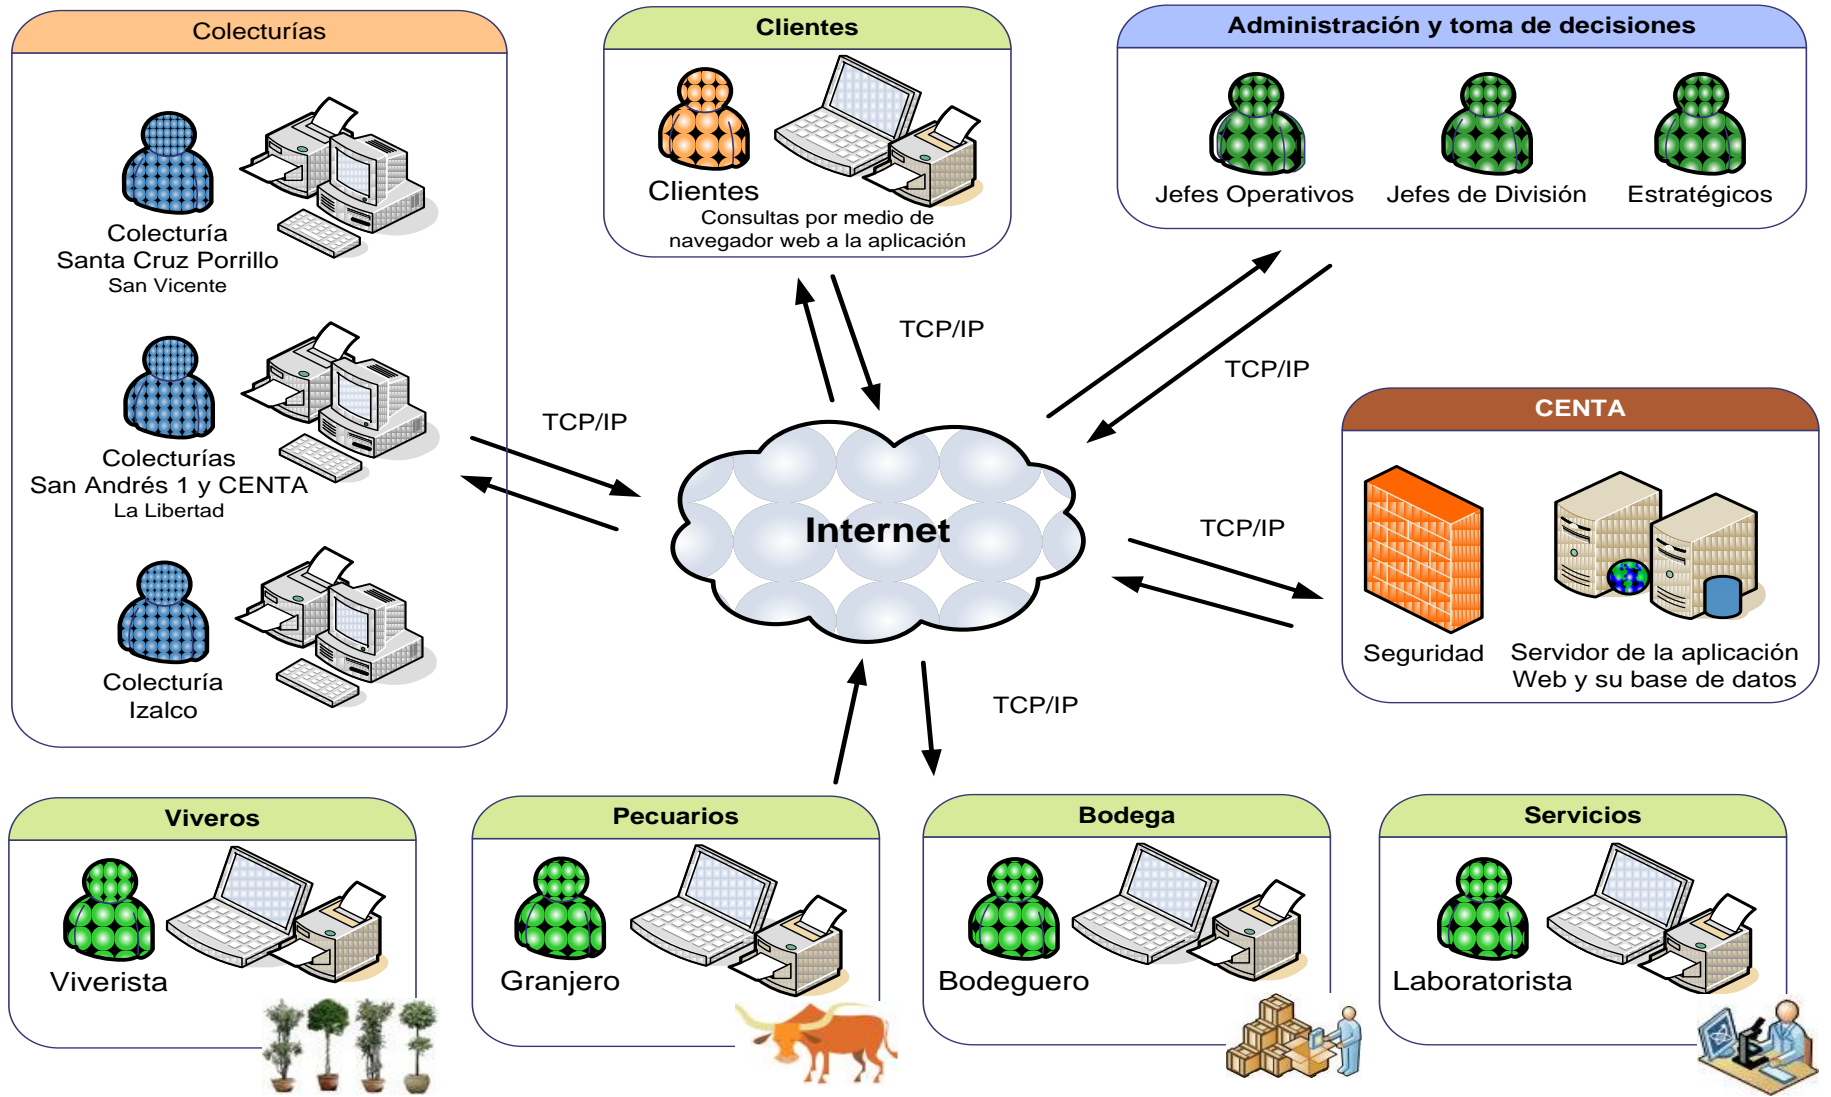 Colecturías
Colecturía
Santa Cruz Porrillo
San Vicente
Colecturías
San Andrés 1 y CENTA
La Libertad
Colecturía
Izalco
Clientes
Clientes
Consultas por medio de
navegador web a la aplicación
Administración y toma de decisiones
Jefes Operativos
Jefes de División
Estratégicos
TCP/IP
TCP/IP
TCP/IP
Internet
TCP/IP
CENTA
Seguridad
Servidor de la aplicación
Web y su base de datos
TCP/IP
Viveros
Viverista
Pecuarios
Granjero
Bodega
Bodeguero
Servicios
Laboratorista